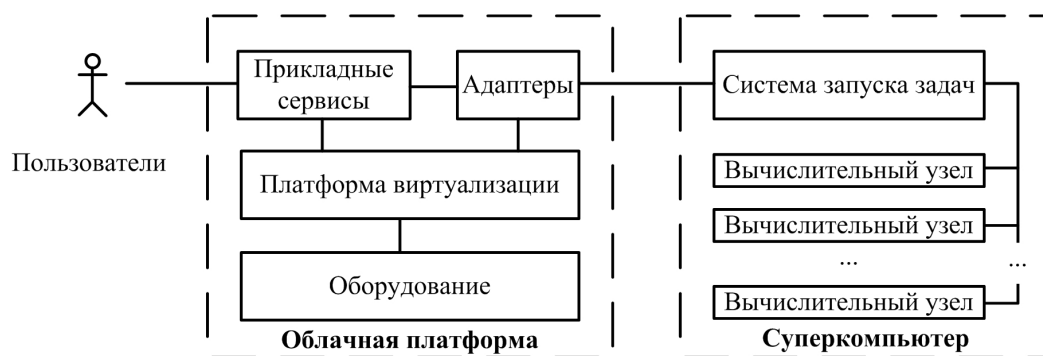 Пользователи
Прикладные
сервисы
Адаптеры
Платформа виртуализации
Оборудование
Облачная платформа
Система запуска задач
Вычислительный узел
Вычислительный узел
...
...
Вычислительный узел
Суперкомпьютер